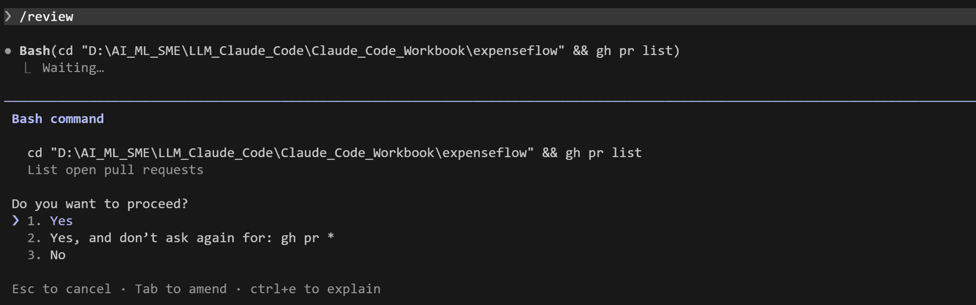 ❯ /review
● Bash(cd "D:\AI_ML_SME\LLM_Claude_Code\Claude_Code_Workbook\expenseflow" && gh pr list)
⎿ Waiting…
Bash command
cd "D:\AI_ML_SME\LLM_Claude_Code\Claude_Code_Workbook\expenseflow" && gh pr list
List open pull requests
Do you want to proceed?
❯ 1. Yes
2. Yes, and don’t ask again for: gh pr *
3. No
Esc to cancel · Tab to amend · ctrl+e to explain